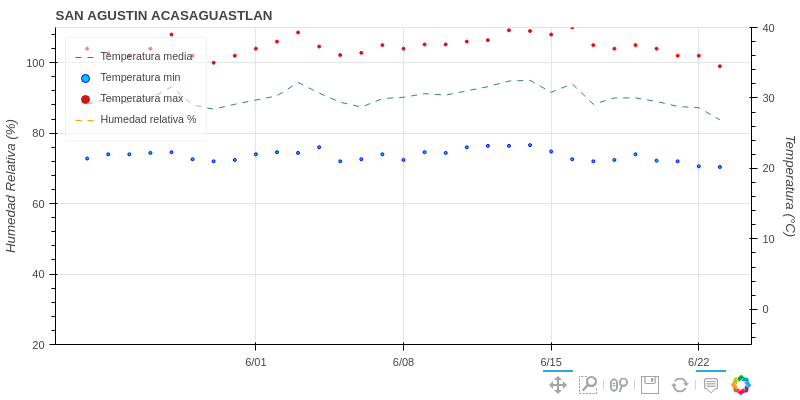 SAN AGUSTIN ACASAGUASTLAN
Temperatura media
Temperatura min
Temperatura max
Humedad relativa %
Humedad Relativa (%)
100
80
60
40
20
Temperatura (°C)
40
30
20
10
0
6/01
6/08
6/15
6/22